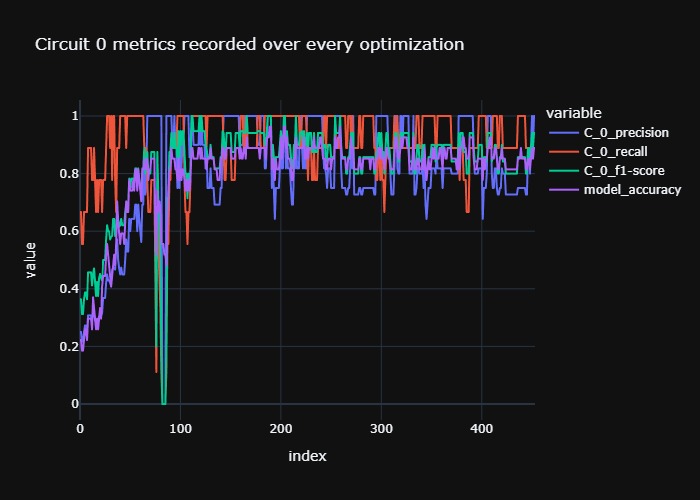 Circuit 0 metrics recorded over every optimization
variable
C_0_precision
C_0_recall
C_0_f1-score
model_accuracy
1
0.8
0.6
0.4
0.2
0
value
0
100
200
300
400
index